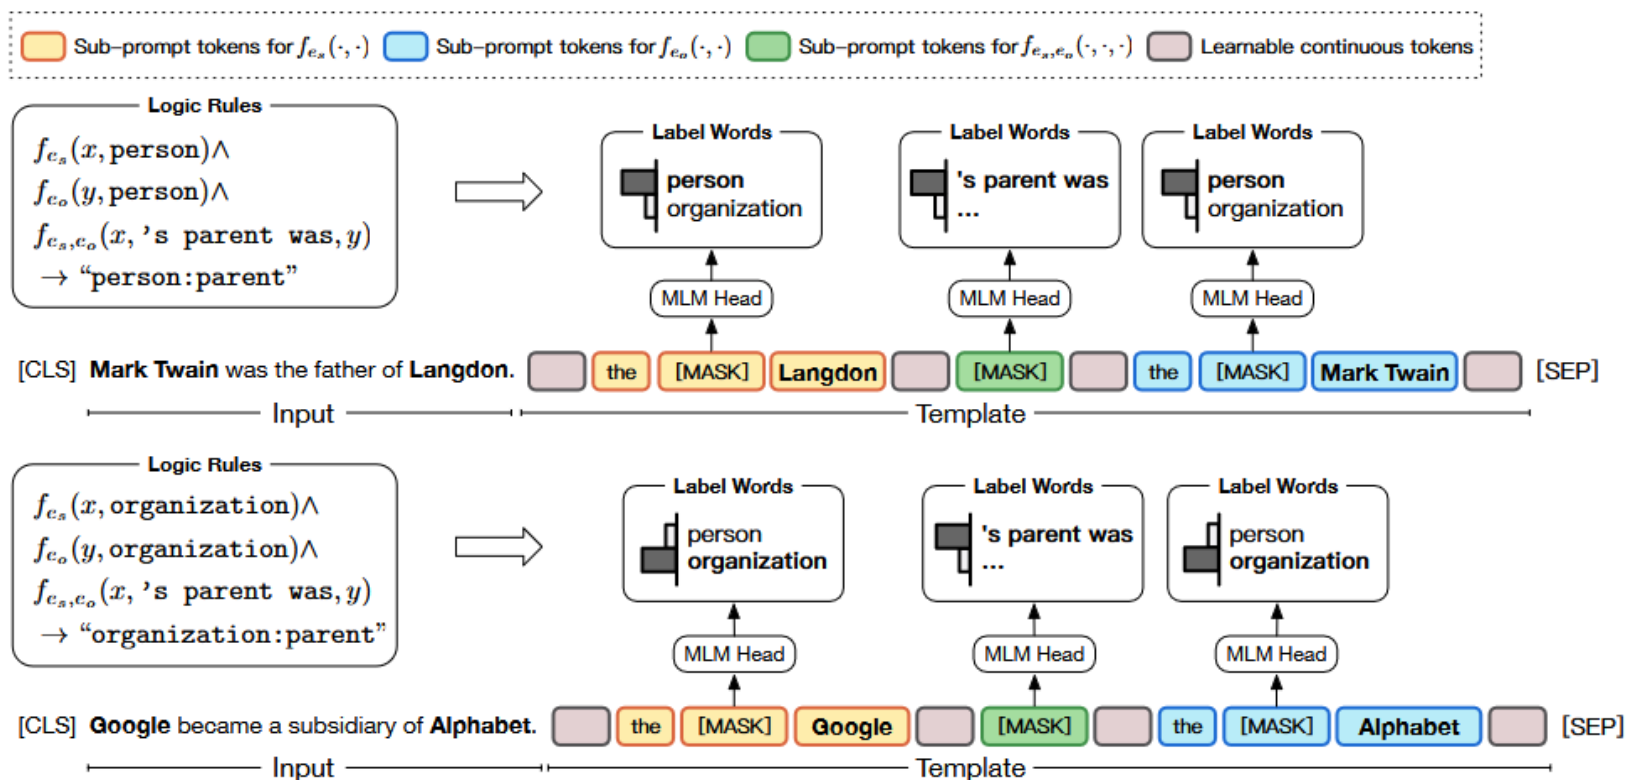 Sub-prompt tokens for f_{e_s}(·,·) Sub-prompt tokens for f_{e_o}(·,·) Sub-prompt tokens for f_{e_s,e_o}(·,·,·) Learnable continuous tokens
Logic Rules
f_{e_s}(x, person)∧
f_{e_o}(y, person)∧
f_{e_s,e_o}(x, 's parent was, y)
→ “person:parent”
Label Words
person
organization
Label Words
's parent was
...
Label Words
person
organization
MLM Head MLM Head MLM Head
[CLS] Mark Twain was the father of Langdon. the [MASK] Langdon [MASK] the [MASK] Mark Twain [SEP]
Input Template
Logic Rules
f_{e_s}(x, organization)∧
f_{e_o}(y, organization)∧
f_{e_s,e_o}(x, 's parent was, y)
→ “organization:parent”
Label Words
person
organization
Label Words
's parent was
...
Label Words
person
organization
MLM Head MLM Head MLM Head
[CLS] Google became a subsidiary of Alphabet. the [MASK] Google [MASK] the [MASK] Alphabet [SEP]
Input Template